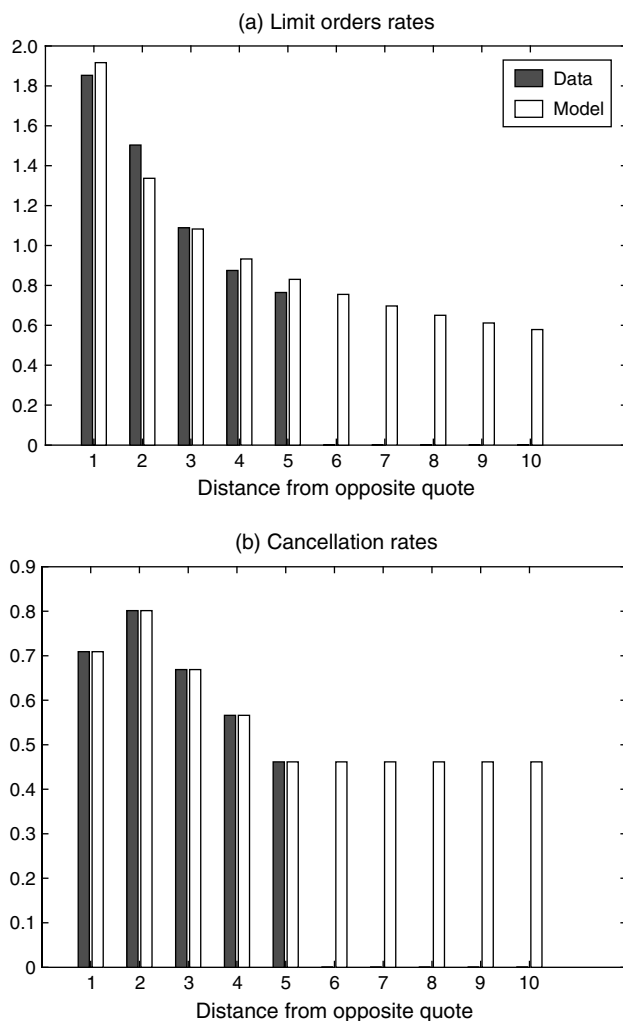 (a) Limit orders rates
2.0
1.8
1.6
1.4
1.2
1.0
0.8
0.6
0.4
0.2
0
Data
Model
1 2 3 4 5 6 7 8 9 10
Distance from opposite quote
(b) Cancellation rates
0.9
0.8
0.7
0.6
0.5
0.4
0.3
0.2
0.1
0
1 2 3 4 5 6 7 8 9 10
Distance from opposite quote